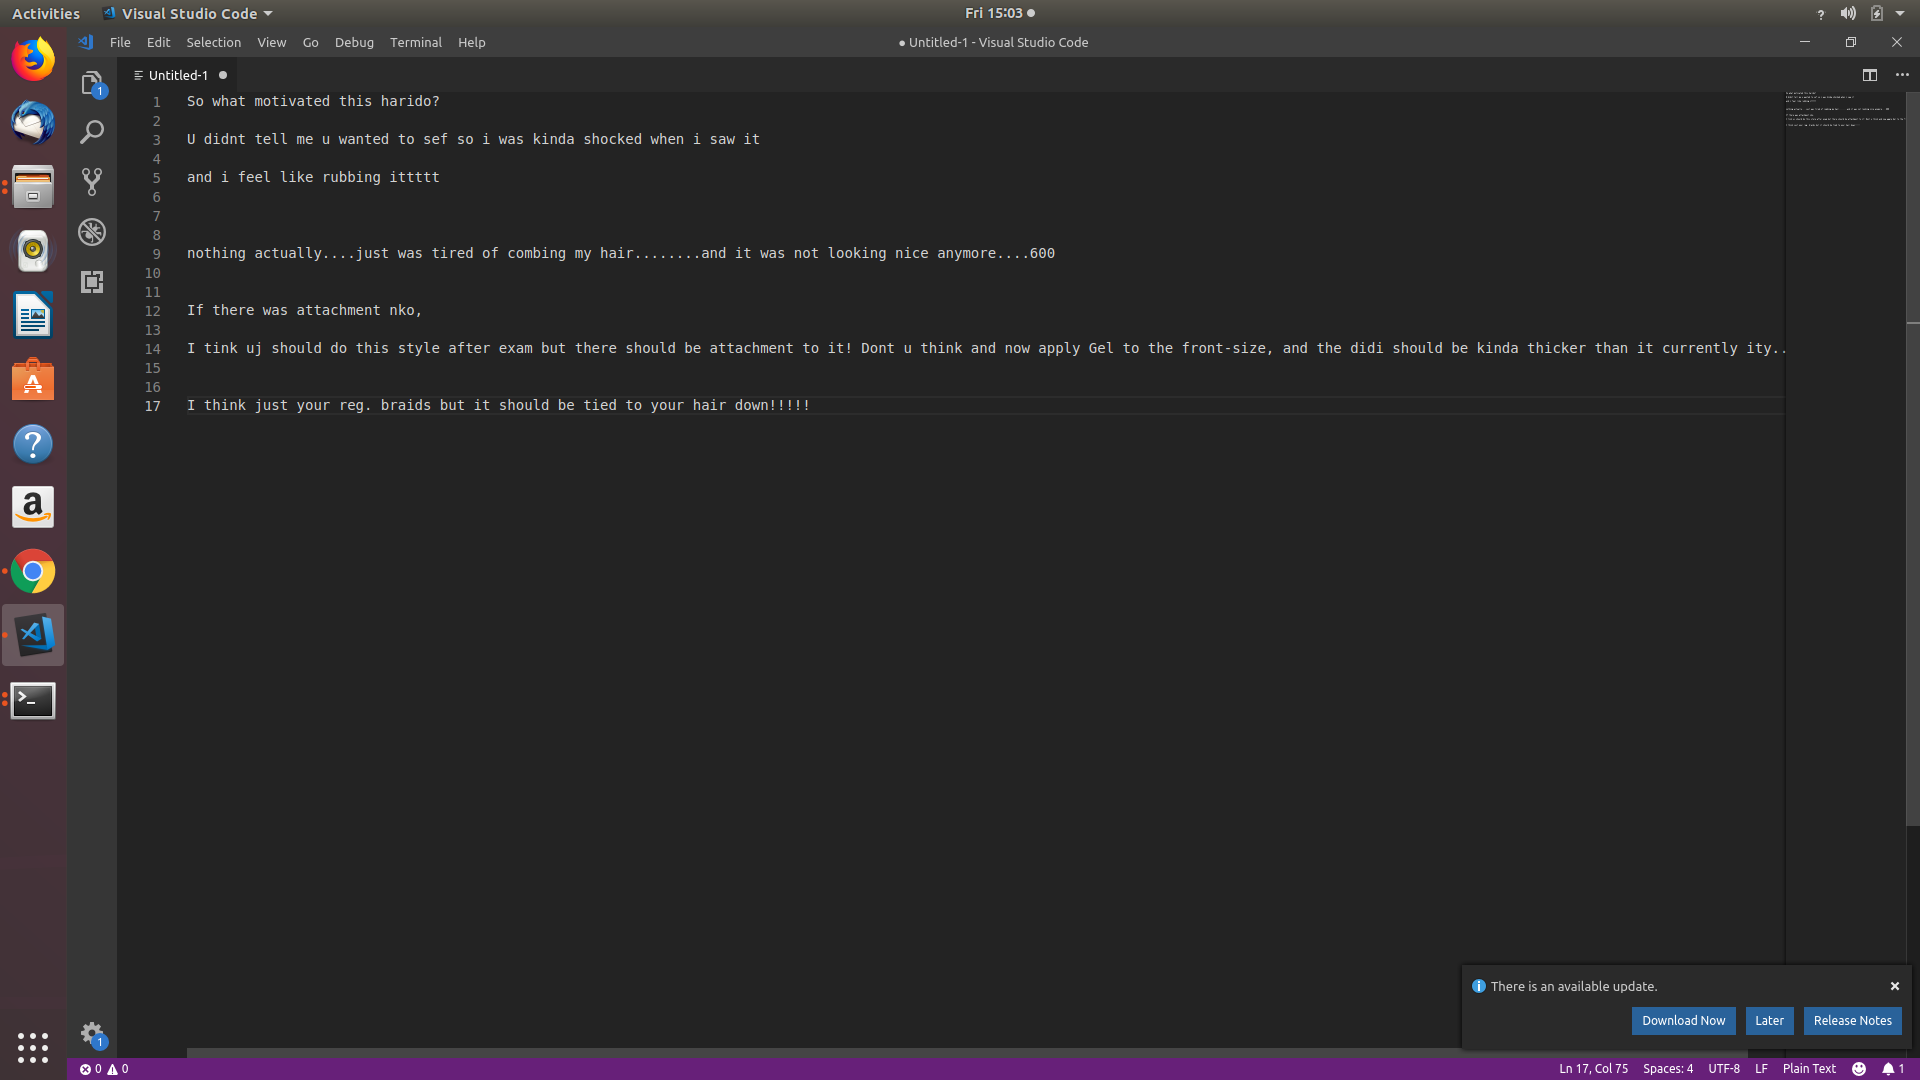 Activities Visual Studio Code Fri 15:03 ?
File Edit Selection View Go Debug Terminal Help ● Untitled-1 - Visual Studio Code
Untitled-1
1 So what motivated this harido?
2
3 U didnt tell me u wanted to sef so i was kinda shocked when i saw it
4
5 and i feel like rubbing ittttt
6
7
8
9 nothing actually....just was tired of combing my hair........and it was not looking nice anymore....600
10
11
12 If there was attachment nko,
13
14 I tink uj should do this style after exam but there should be attachment to it! Dont u think and now apply Gel to the front-size, and the didi should be kinda thicker than it currently ity..
15
16
17 I think just your reg. braids but it should be tied to your hair down!!!!!
1
There is an available update.
Download Now Later Release Notes
1
0 0 Ln 17, Col 75 Spaces: 4 UTF-8 LF Plain Text 1